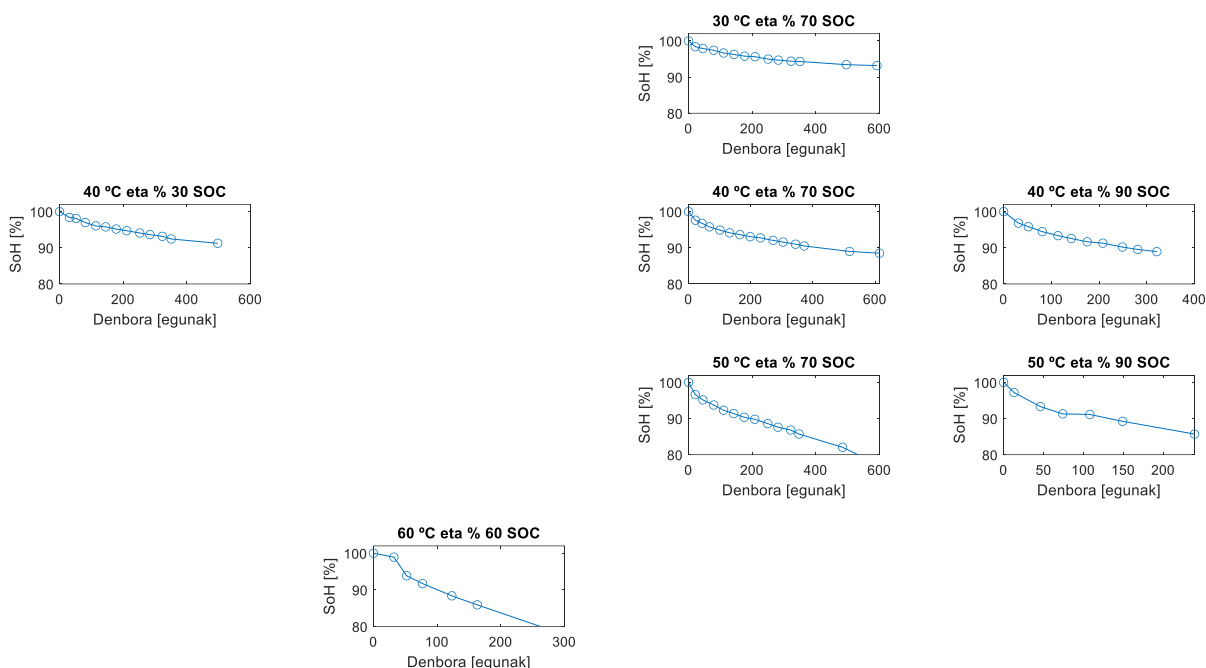 30 ºC eta % 70 SOC
100
90
80
SoH [%]
0 200 400 600
Denbora [egunak]
40 ºC eta % 30 SOC
100
90
80
SoH [%]
0 200 400 600
Denbora [egunak]
40 ºC eta % 70 SOC
100
90
80
SoH [%]
0 200 400 600
Denbora [egunak]
40 ºC eta % 90 SOC
100
90
80
SoH [%]
0 100 200 300 400
Denbora [egunak]
50 ºC eta % 70 SOC
100
90
80
SoH [%]
0 200 400 600
Denbora [egunak]
50 ºC eta % 90 SOC
100
90
80
SoH [%]
0 50 100 150 200
Denbora [egunak]
60 ºC eta % 60 SOC
100
90
80
SoH [%]
0 100 200 300
Denbora [egunak]